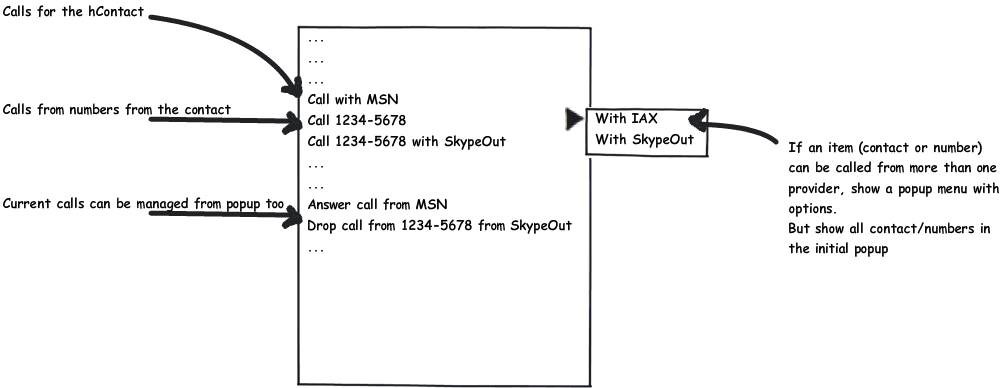 Calls for the hContact
...
...
...
Call with MSN
Calls from numbers from the contact
Call 1234-5678
With IAX
Call 1234-5678 with SkypeOut
With SkypeOut
...
...
Current calls can be managed from popup too
Answer call from MSN
Drop call from 1234-5678 from SkypeOut
...
If an item (contact or number)
can be called from more than one
provider, show a popup menu with
options.
But show all contact/numbers in
the initial popup